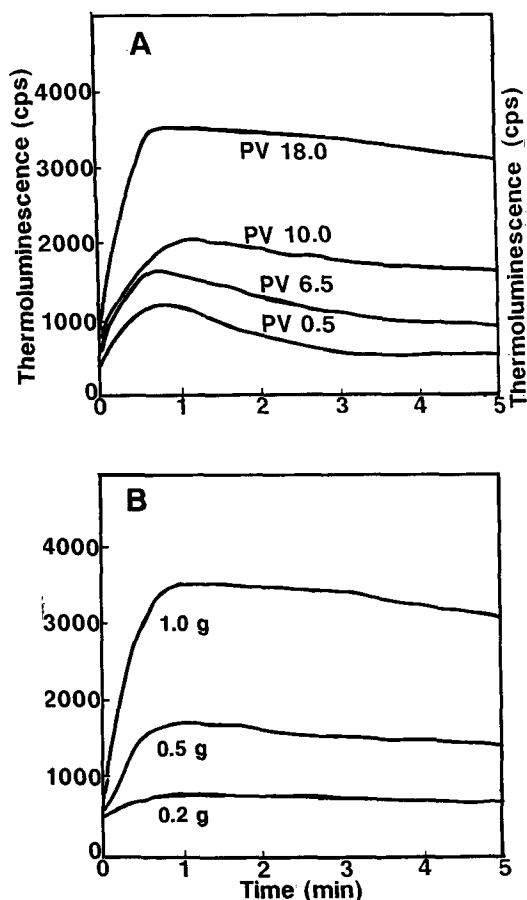 A
Thermoluminescence (cps)
4000
3000
2000
1000
0
PV 18.0
PV 10.0
PV 6.5
PV 0.5
0 1 2 3 4 5
Thermoluminescence (cps)
B
4000
3000
2000
1000
0
1.0 g
0.5 g
0.2 g
0 1 2 3 4 5
Time (min)